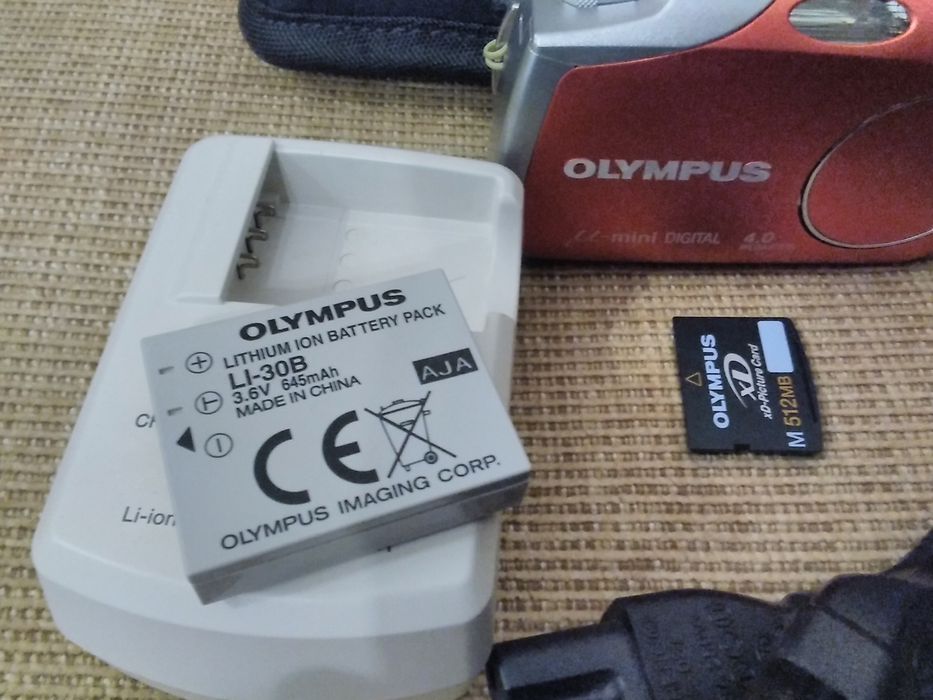 OLYMPUS
μ-mini DIGITAL 4.0
OLYMPUS
LITHIUM ION BATTERY PACK
LI-30B
3.6V 645mAh
MADE IN CHINA
AJA
CE
OLYMPUS IMAGING CORP.
Li-ion
OLYMPUS
xD
xD-Picture Card
M 512MB